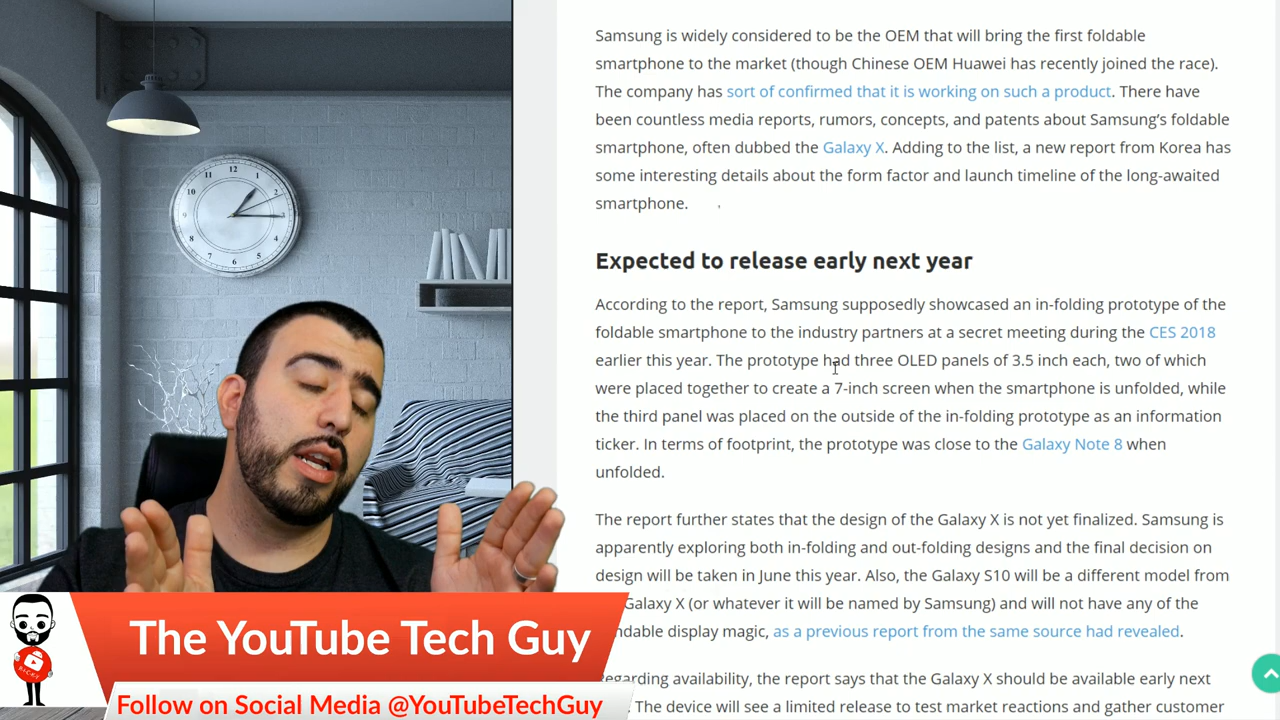 Samsung is widely considered to be the OEM that will bring the first foldable
smartphone to the market (though Chinese OEM Huawei has recently joined the race).
The company has sort of confirmed that it is working on such a product. There have
been countless media reports, rumors, concepts, and patents about Samsung's foldable
smartphone, often dubbed the Galaxy X. Adding to the list, a new report from Korea has
some interesting details about the form factor and launch timeline of the long-awaited
smartphone.
Expected to release early next year
According to the report, Samsung supposedly showcased an in-folding prototype of the
foldable smartphone to the industry partners at a secret meeting during the CES 2018
earlier this year. The prototype had three OLED panels of 3.5 inch each, two of which
were placed together to create a 7-inch screen when the smartphone is unfolded, while
the third panel was placed on the outside of the in-folding prototype as an information
ticker. In terms of footprint, the prototype was close to the Galaxy Note 8 when
unfolded.
The report further states that the design of the Galaxy X is not yet finalized. Samsung is
apparently exploring both in-folding and out-folding designs and the final decision on
design will be taken in June this year. Also, the Galaxy S10 will be a different model from
Galaxy X (or whatever it will be named by Samsung) and will not have any of the
display magic, as a previous report from the same source had revealed.
availability, the report says that the Galaxy X should be available early next
The device will see a limited release to test market reactions and gather customer
12
1
2
3
4
5
6
7
8
9
10
11
The YouTube Tech Guy
Follow on Social Media @YouTubeTechGuy